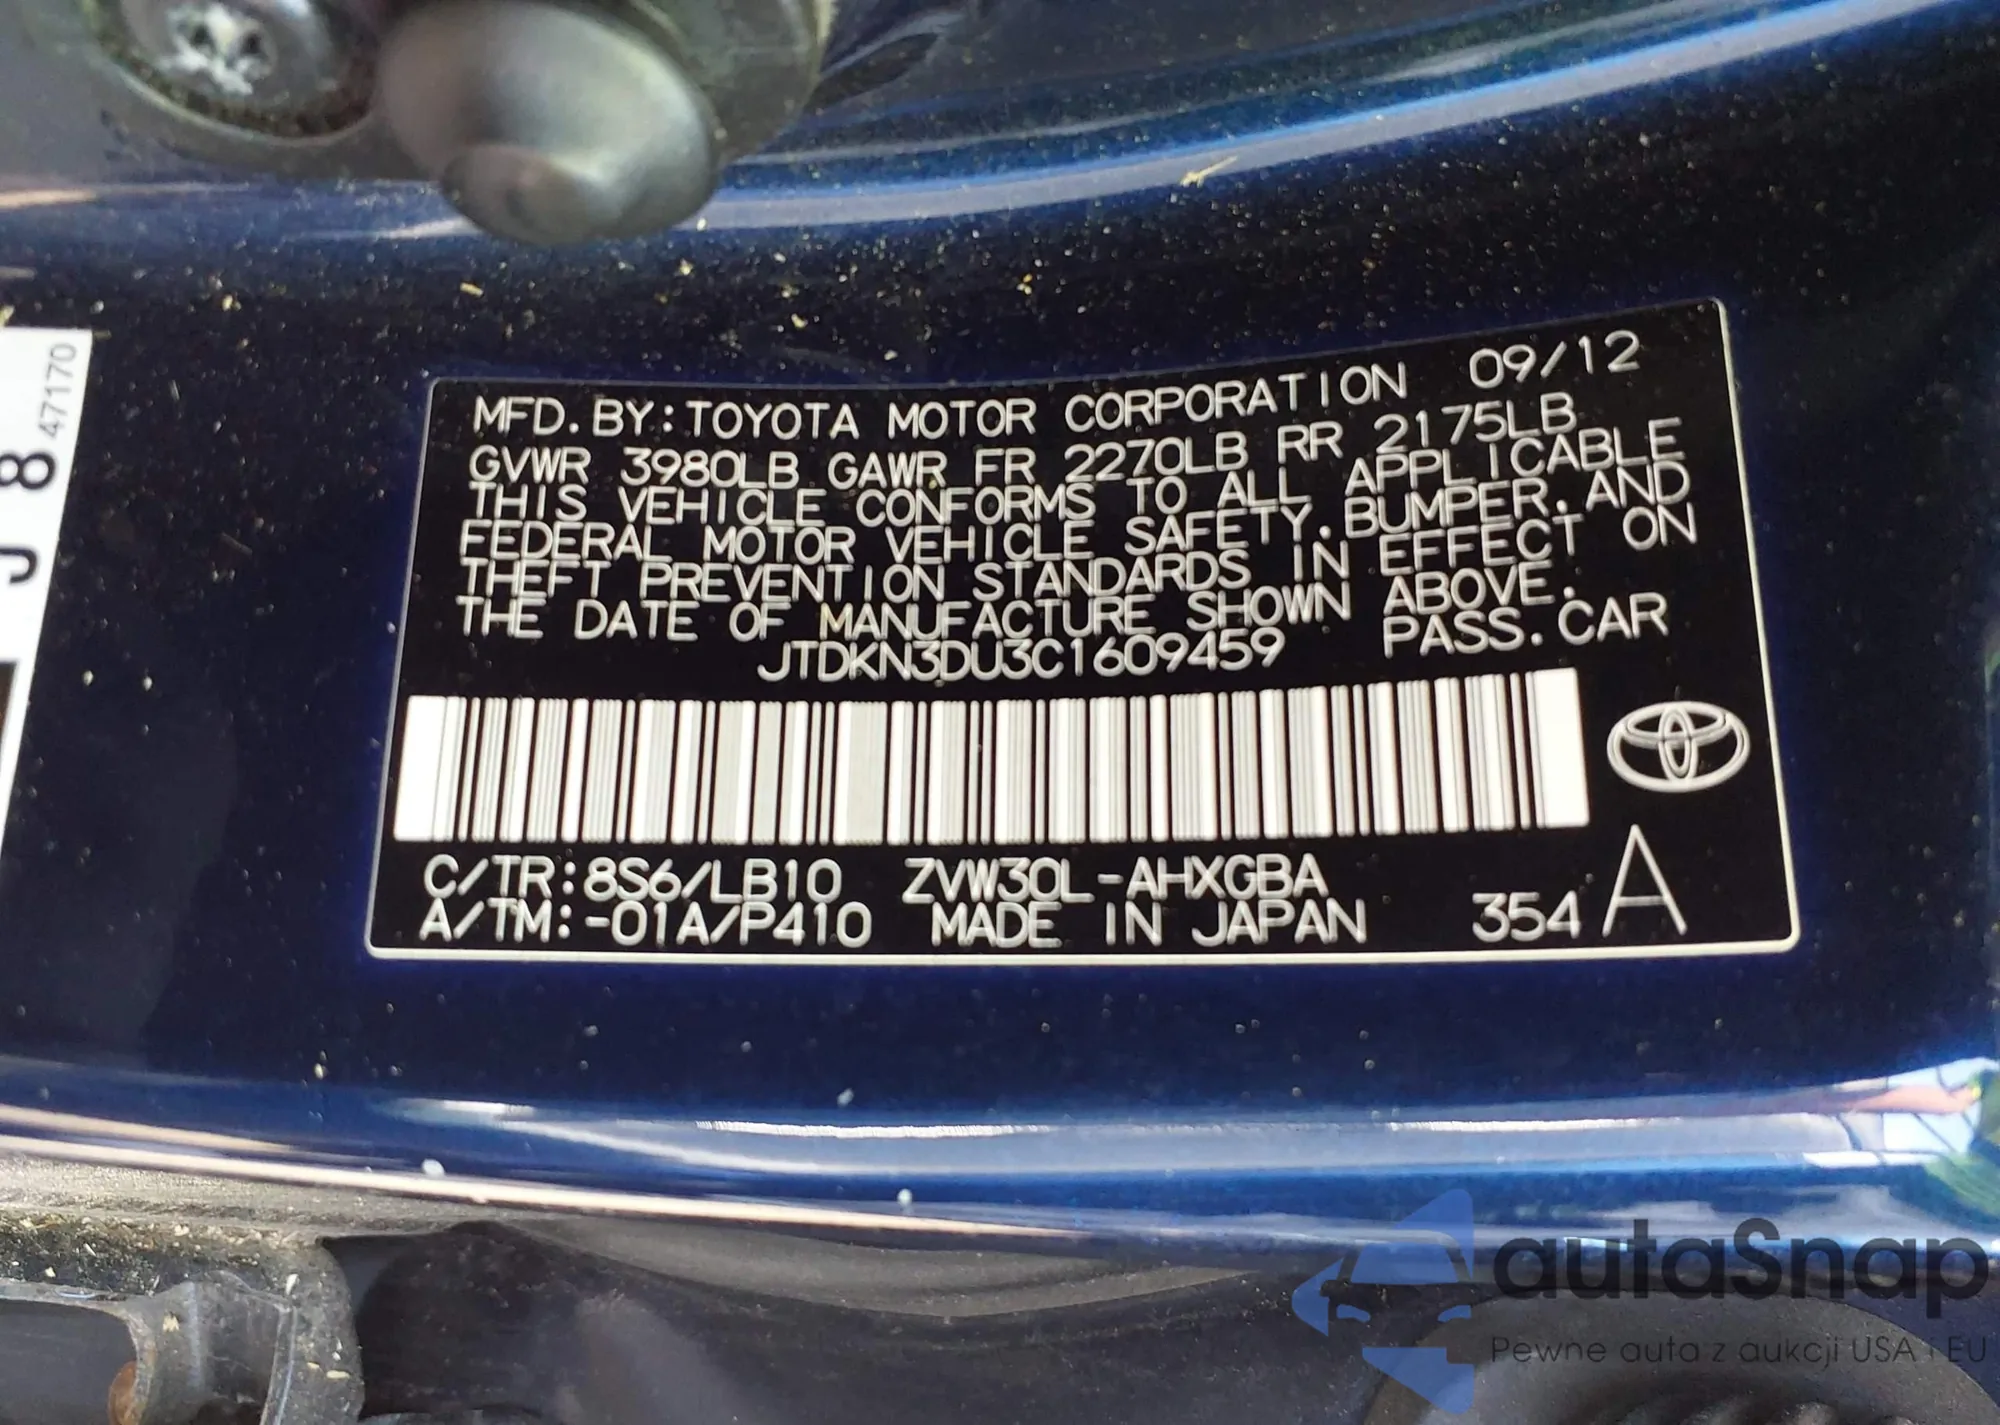 J 8 47170
MFD. BY: TOYOTA MOTOR CORPORATION 09/12
GVWR 3980LB GAWR FR 2270LB RR 2175LB
THIS VEHICLE CONFORMS TO ALL APPLICABLE
FEDERAL MOTOR VEHICLE SAFETY, BUMPER, AND
THEFT PREVENTION STANDARDS IN EFFECT ON
THE DATE OF MANUFACTURE SHOWN ABOVE.
JTDKN3DU3C1609459 PASS. CAR
C/TR: 8S6/LB10 ZVW30L-AHXGBA
A/TM: -01A/P410 MADE IN JAPAN 354 A
autaSnap
Pewne auta z aukcji USA i EU